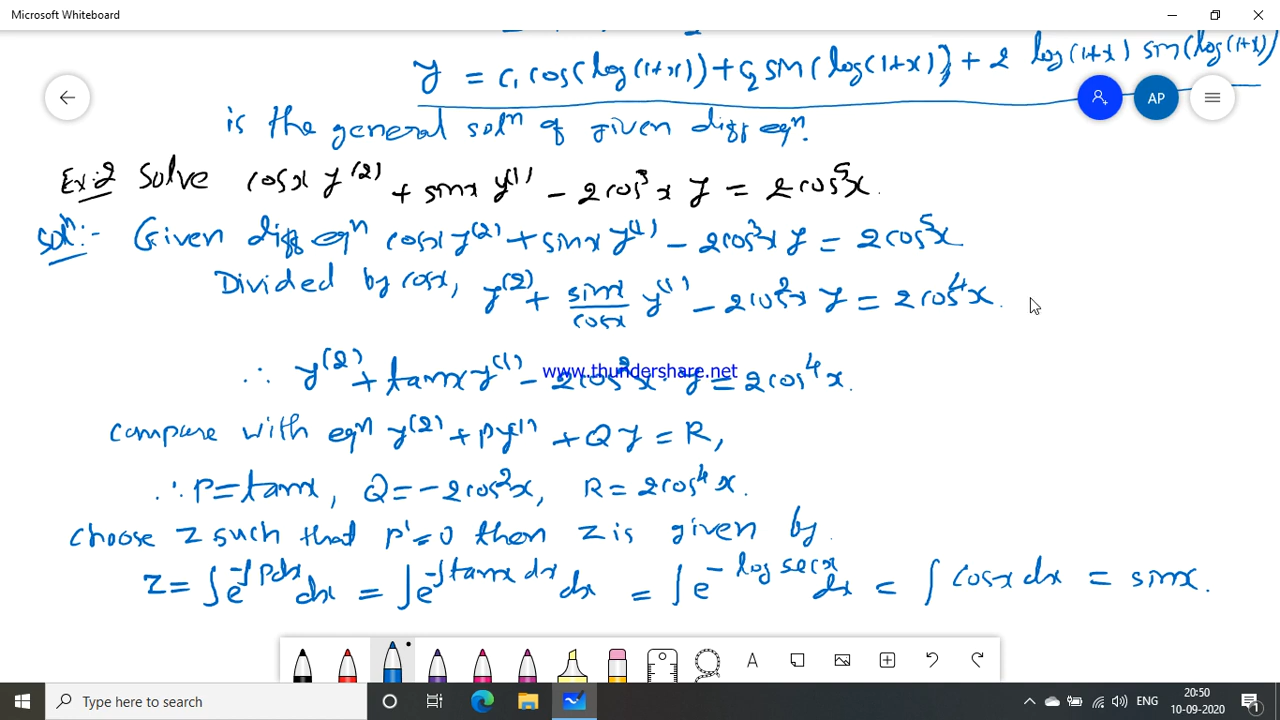 Microsoft Whiteboard
y = c₁ cos(log(1+x)) + c₂ sin(log(1+x)) + 2 log(1+x) sin(log(1+x))
AP
is the general solⁿ of given diff eqⁿ.
Ex:2 Solve cosx y⁽²⁾ + sinx y⁽¹⁾ - 2cos³x y = 2cos⁵x.
Solⁿ:- Given diff eqⁿ cosx y⁽²⁾ + sinx y⁽¹⁾ - 2cos³x y = 2cos⁵x
Divided by cosx, y⁽²⁾ + sinx/cosx y⁽¹⁾ - 2cos²x y = 2cos⁴x.
∴ y⁽²⁾ + tanx y⁽¹⁾ - 2cos²x · y = 2cos⁴x.
www.thundershare.net
compare with eqⁿ y⁽²⁾ + py⁽¹⁾ + Qy = R,
∴ P = tanx, Q = -2cos²x, R = 2cos⁴x.
choose z such that p' = 0 then z is given by
z = ∫e^(-∫pdx) dx = ∫e^(-∫tanx dx) dx = ∫e^(-log secx) dx = ∫cosx dx = sinx.
Type here to search
ENG
20:50
10-09-2020
1